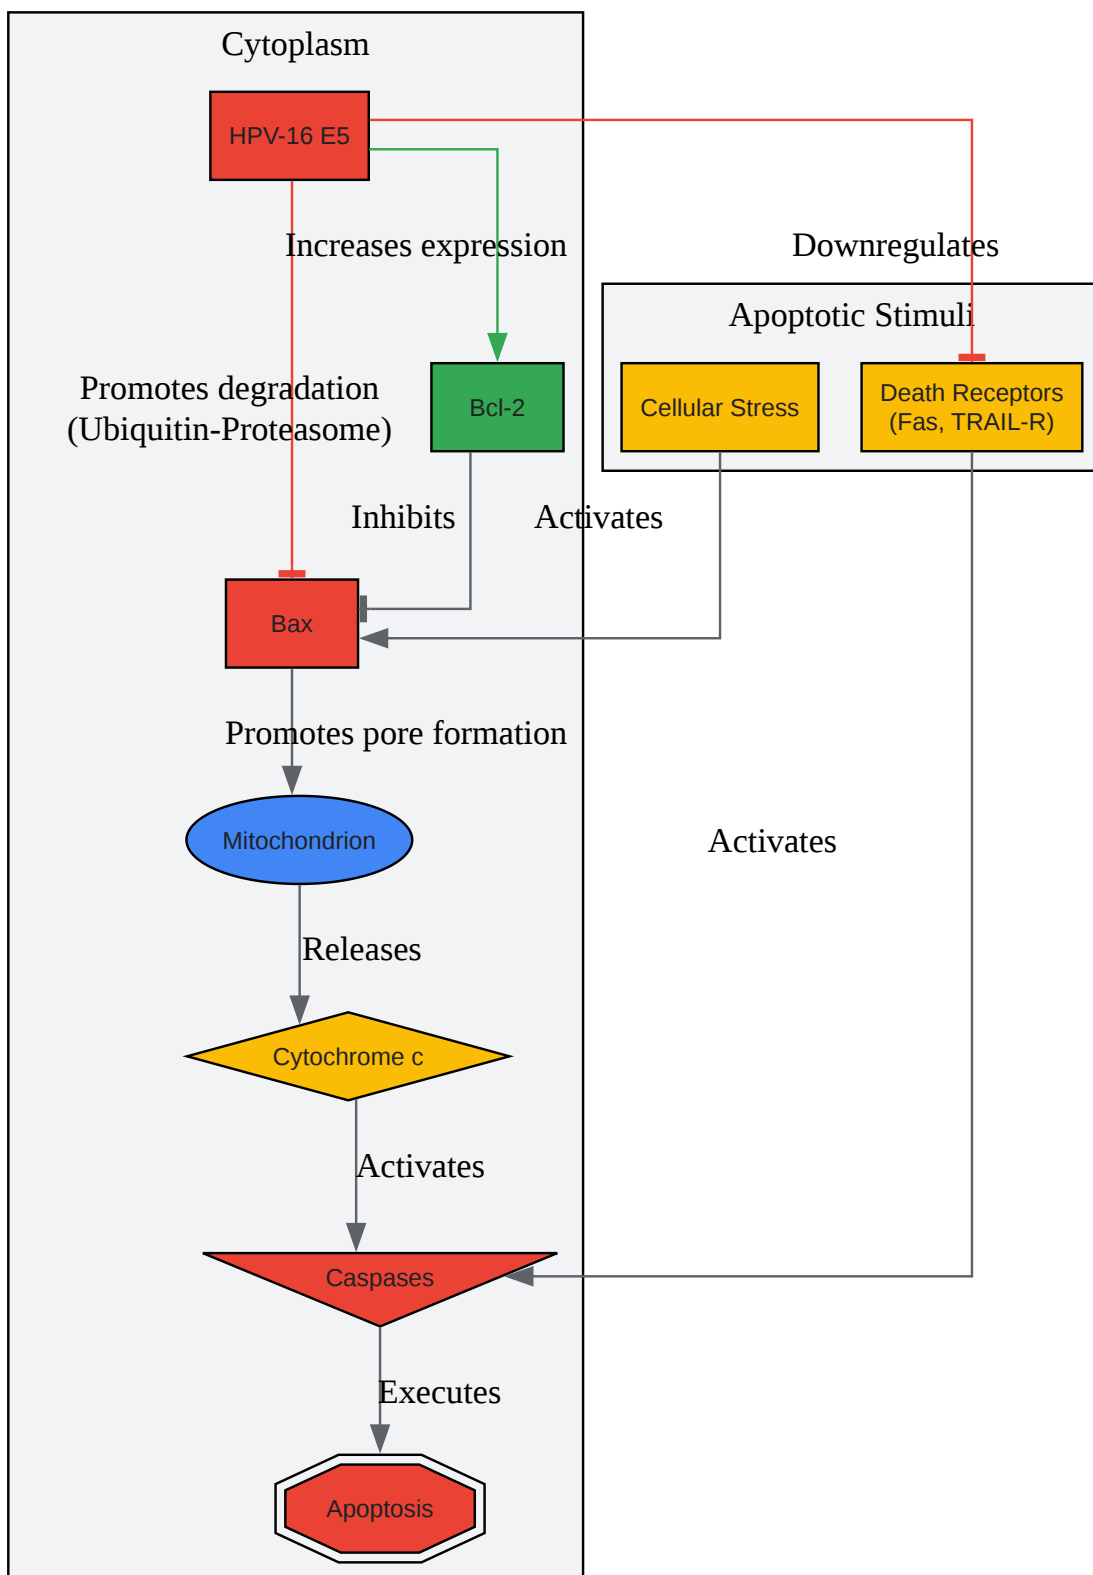 Cytoplasm
HPV-16 E5
Increases expression
Downregulates
Apoptotic Stimuli
Promotes degradation
(Ubiquitin-Proteasome)
Bcl-2
Cellular Stress
Death Receptors
(Fas, TRAIL-R)
Inhibits
Activates
Bax
Promotes pore formation
Mitochondrion
Activates
Releases
Cytochrome c
Activates
Caspases
Executes
Apoptosis